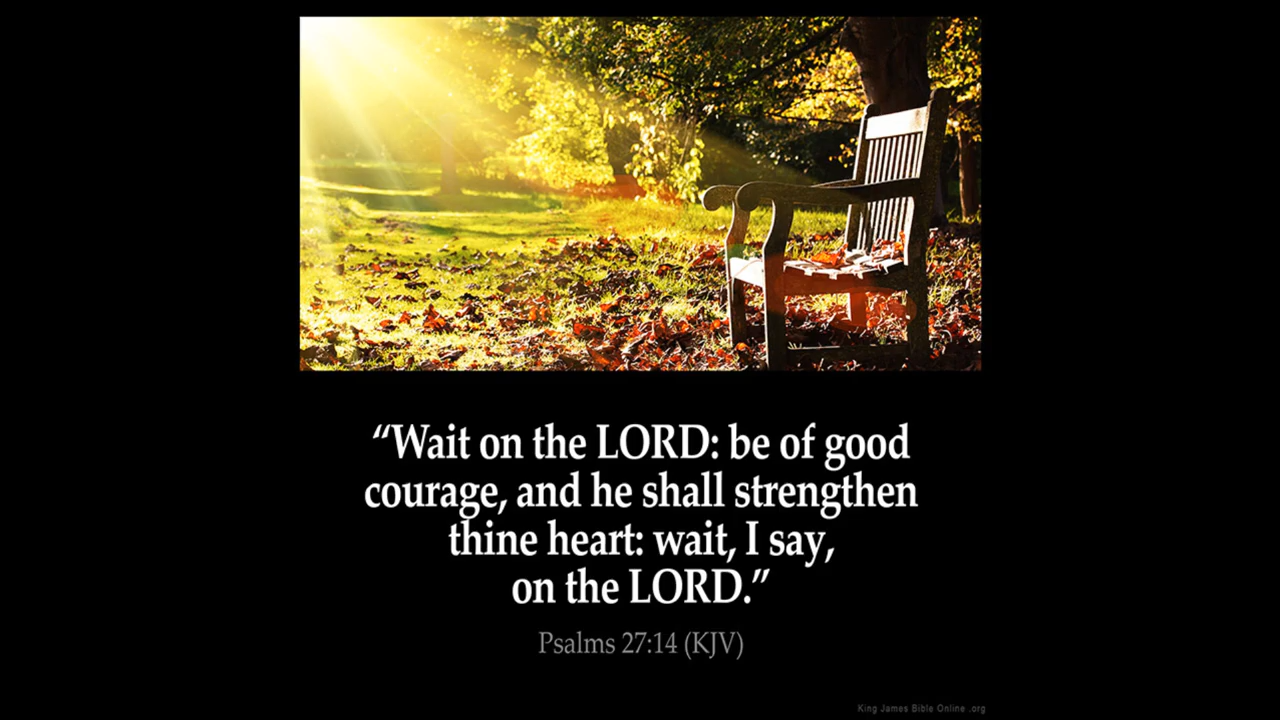 “Wait on the LORD: be of good
courage, and he shall strengthen
thine heart: wait, I say,
on the LORD.”
Psalms 27:14 (KJV)
King James Bible Online .org